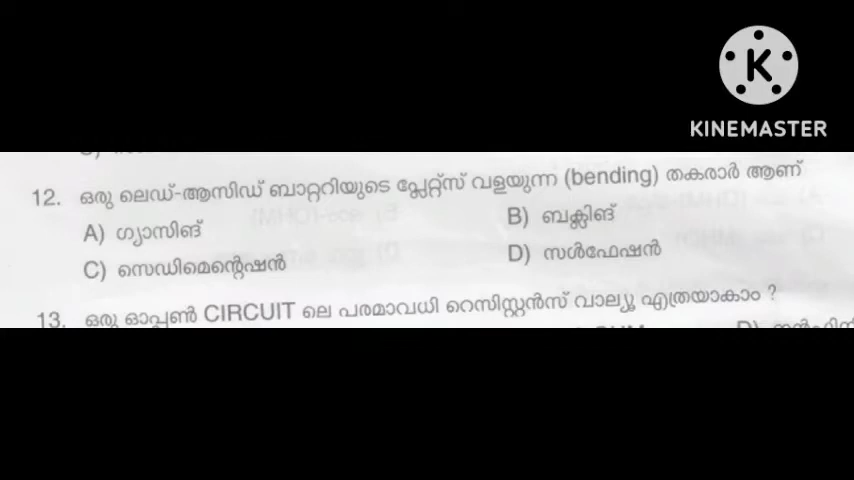 K
KINEMASTER
12. ഒരു ലെഡ്-ആസിഡ് ബാറ്ററിയുടെ പ്ലേറ്റ്സ് വളയുന്ന (bending) തകരാർ ആണ്
A) ഗ്യാസിങ് B) ബക്ലിങ്
C) സെഡിമെന്റേഷൻ D) സൾഫേഷൻ
13. ഒരു ഓപ്പൺ CIRCUIT ലെ പരമാവധി റെസിസ്റ്റൻസ് വാല്യൂ എത്രയാകാം ?